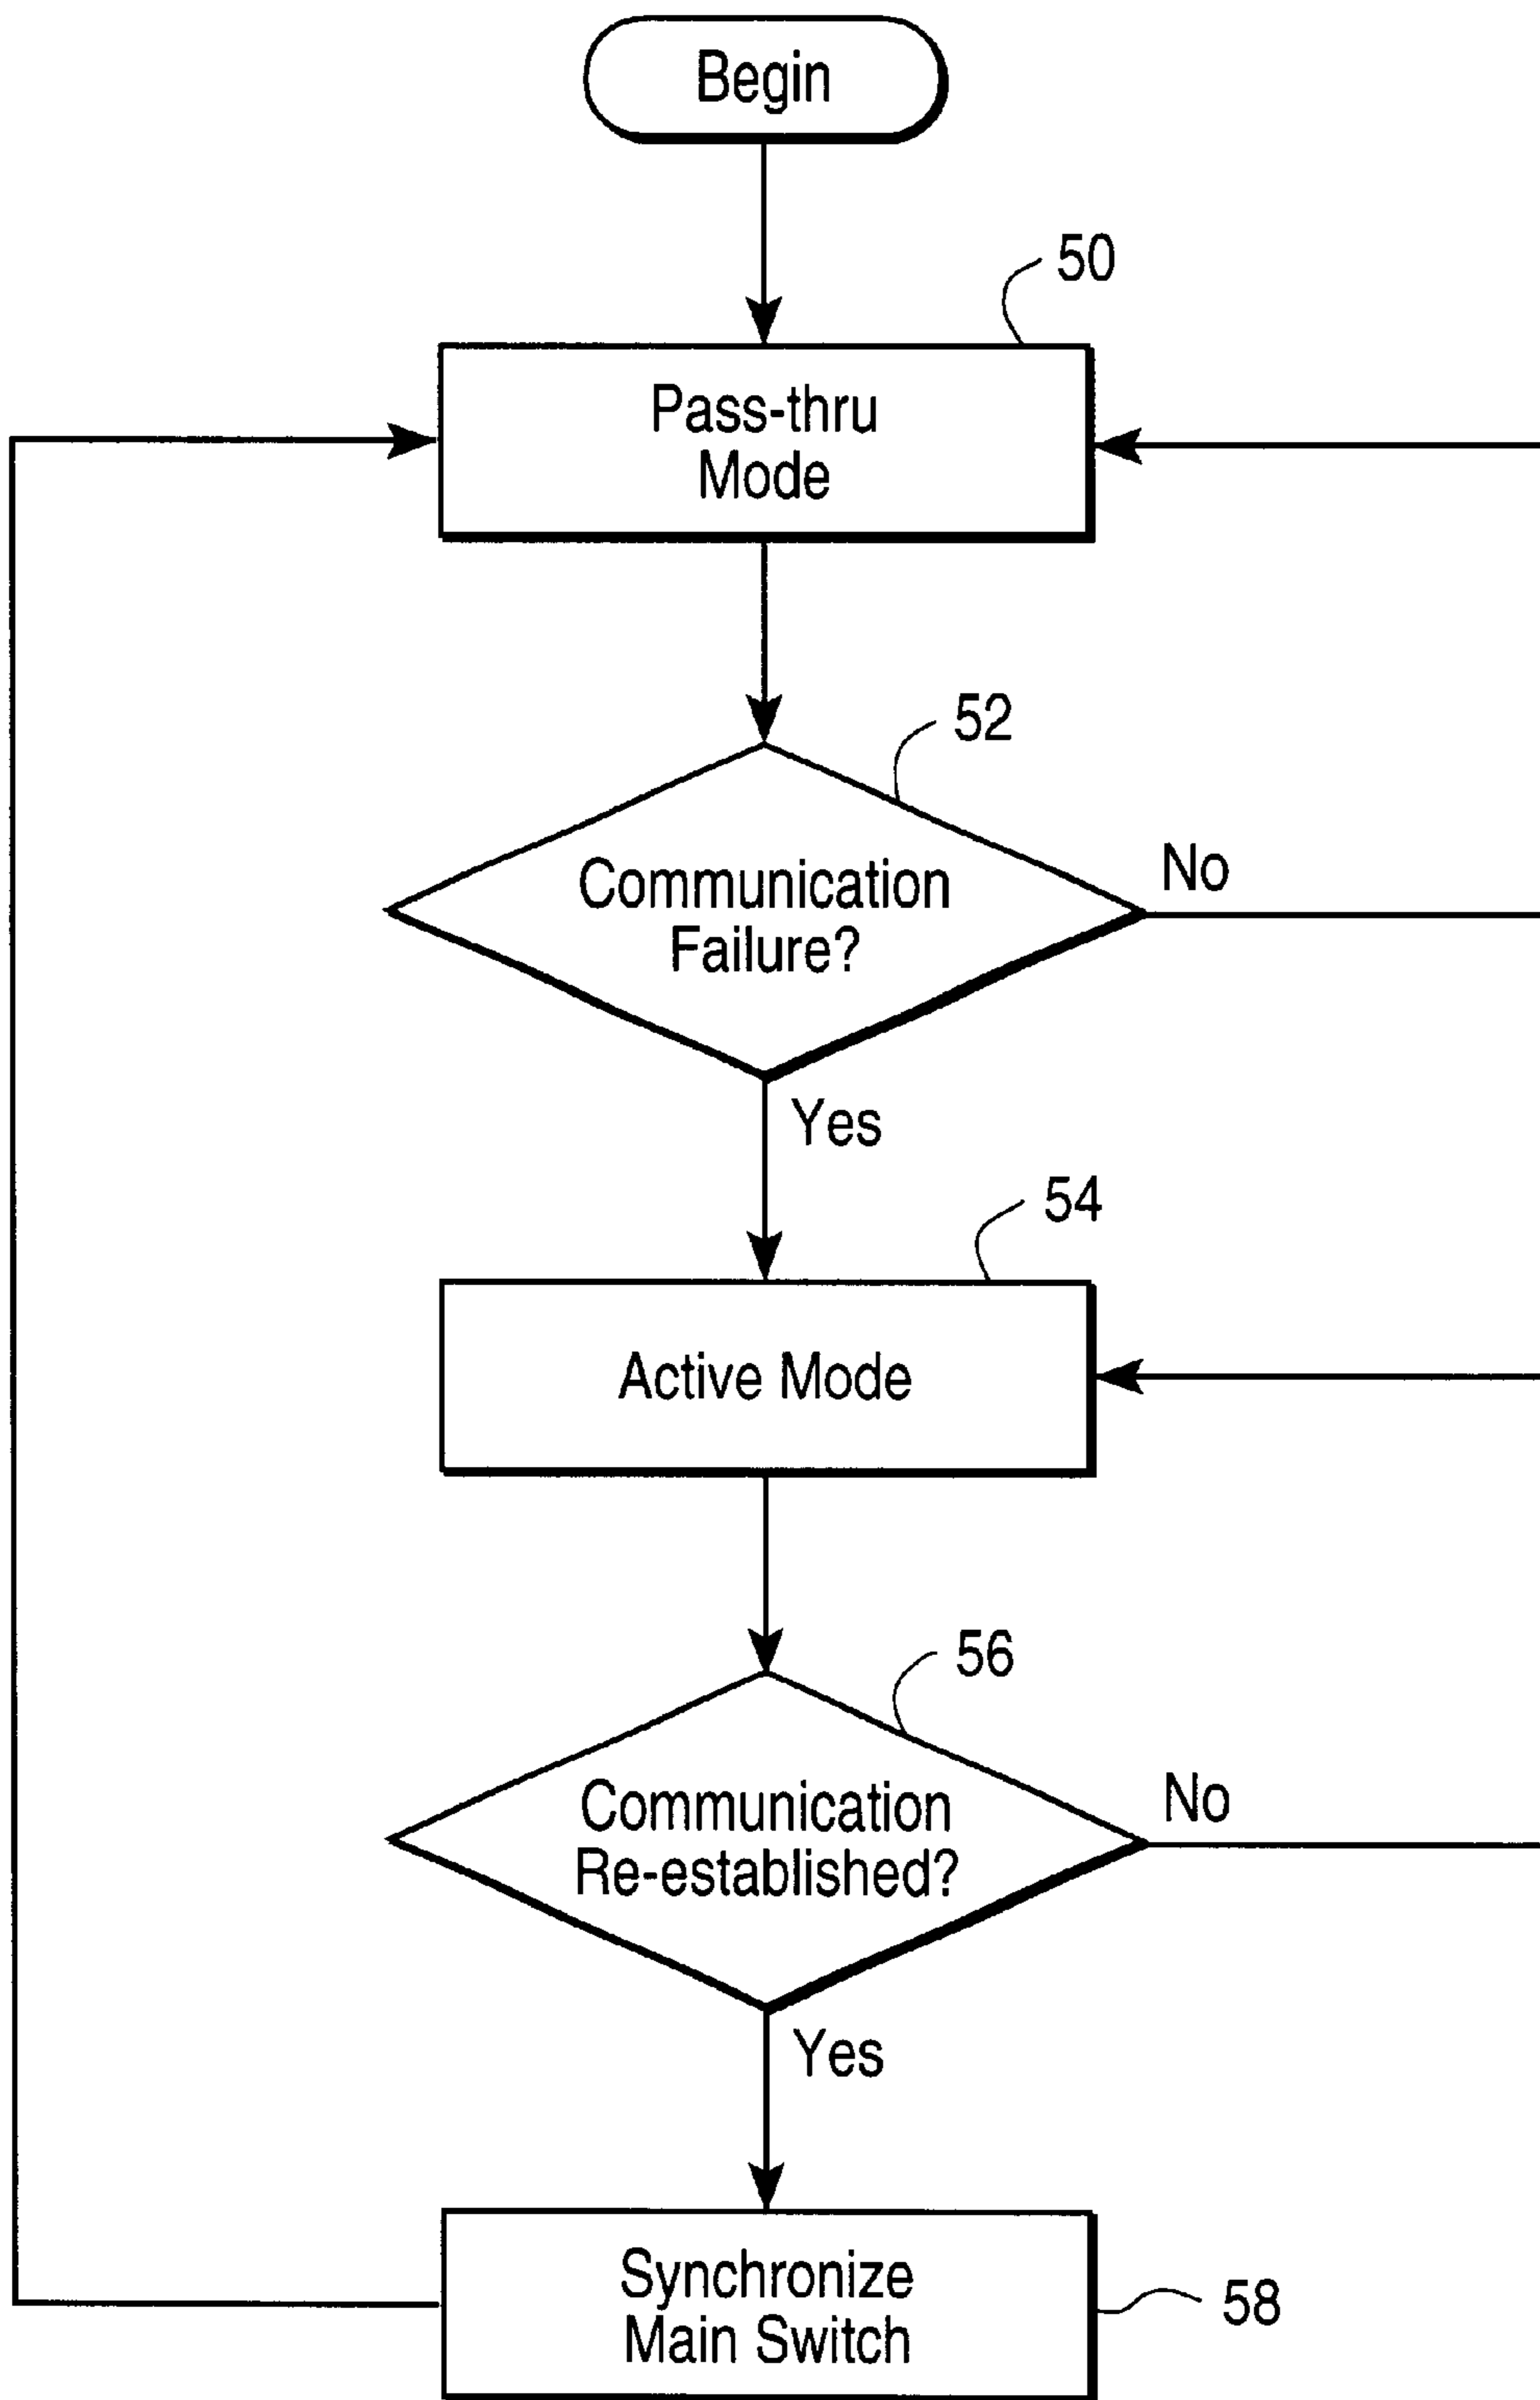 Begin
50
Pass-thru
Mode
52
Communication
Failure?
No
Yes
54
Active Mode
56
Communication
Re-established?
No
Yes
Synchronize
Main Switch
58